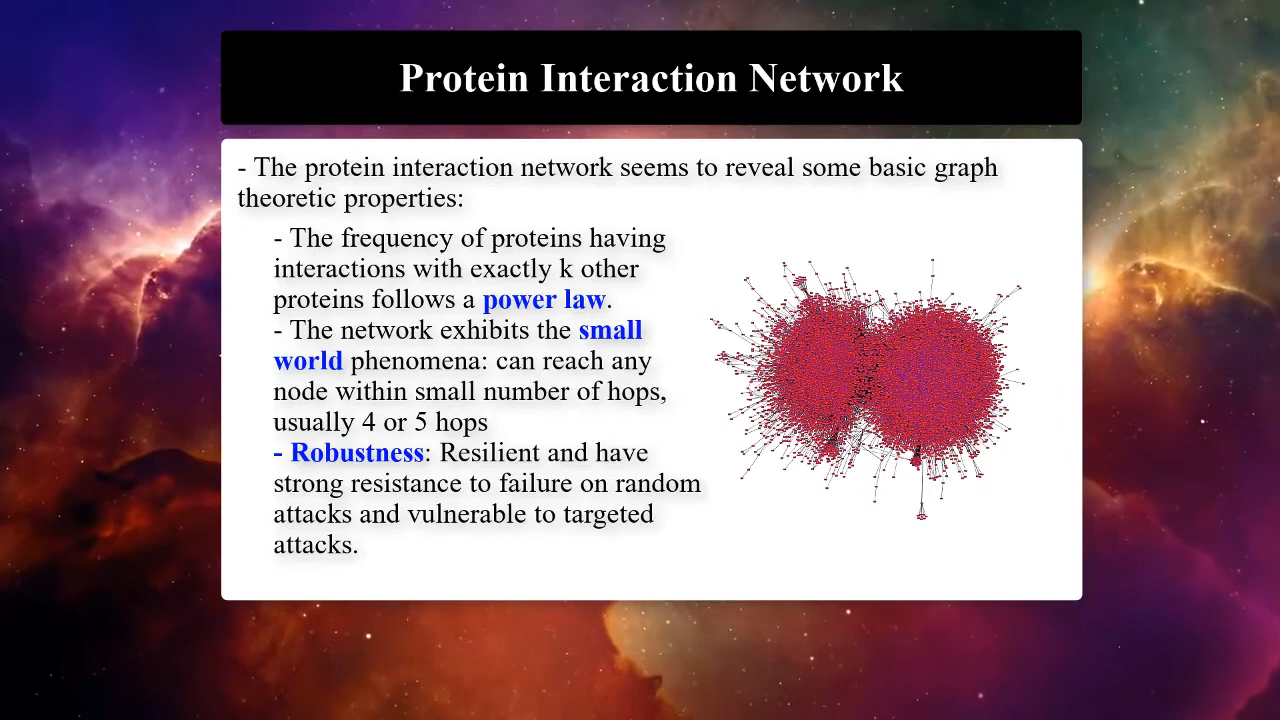 Protein Interaction Network
- The protein interaction network seems to reveal some basic graph
theoretic properties:
- The frequency of proteins having
interactions with exactly k other
proteins follows a power law.
- The network exhibits the small
world phenomena: can reach any
node within small number of hops,
usually 4 or 5 hops
- Robustness: Resilient and have
strong resistance to failure on random
attacks and vulnerable to targeted
attacks.